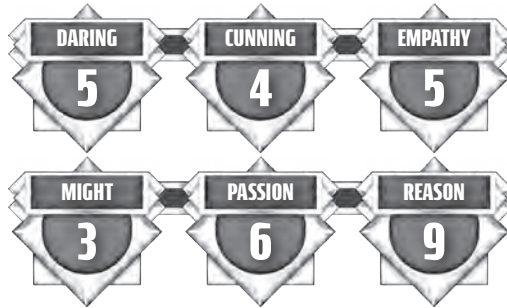 DARING CUNNING EMPATHY
5 4 5
MIGHT PASSION REASON
3 6 9